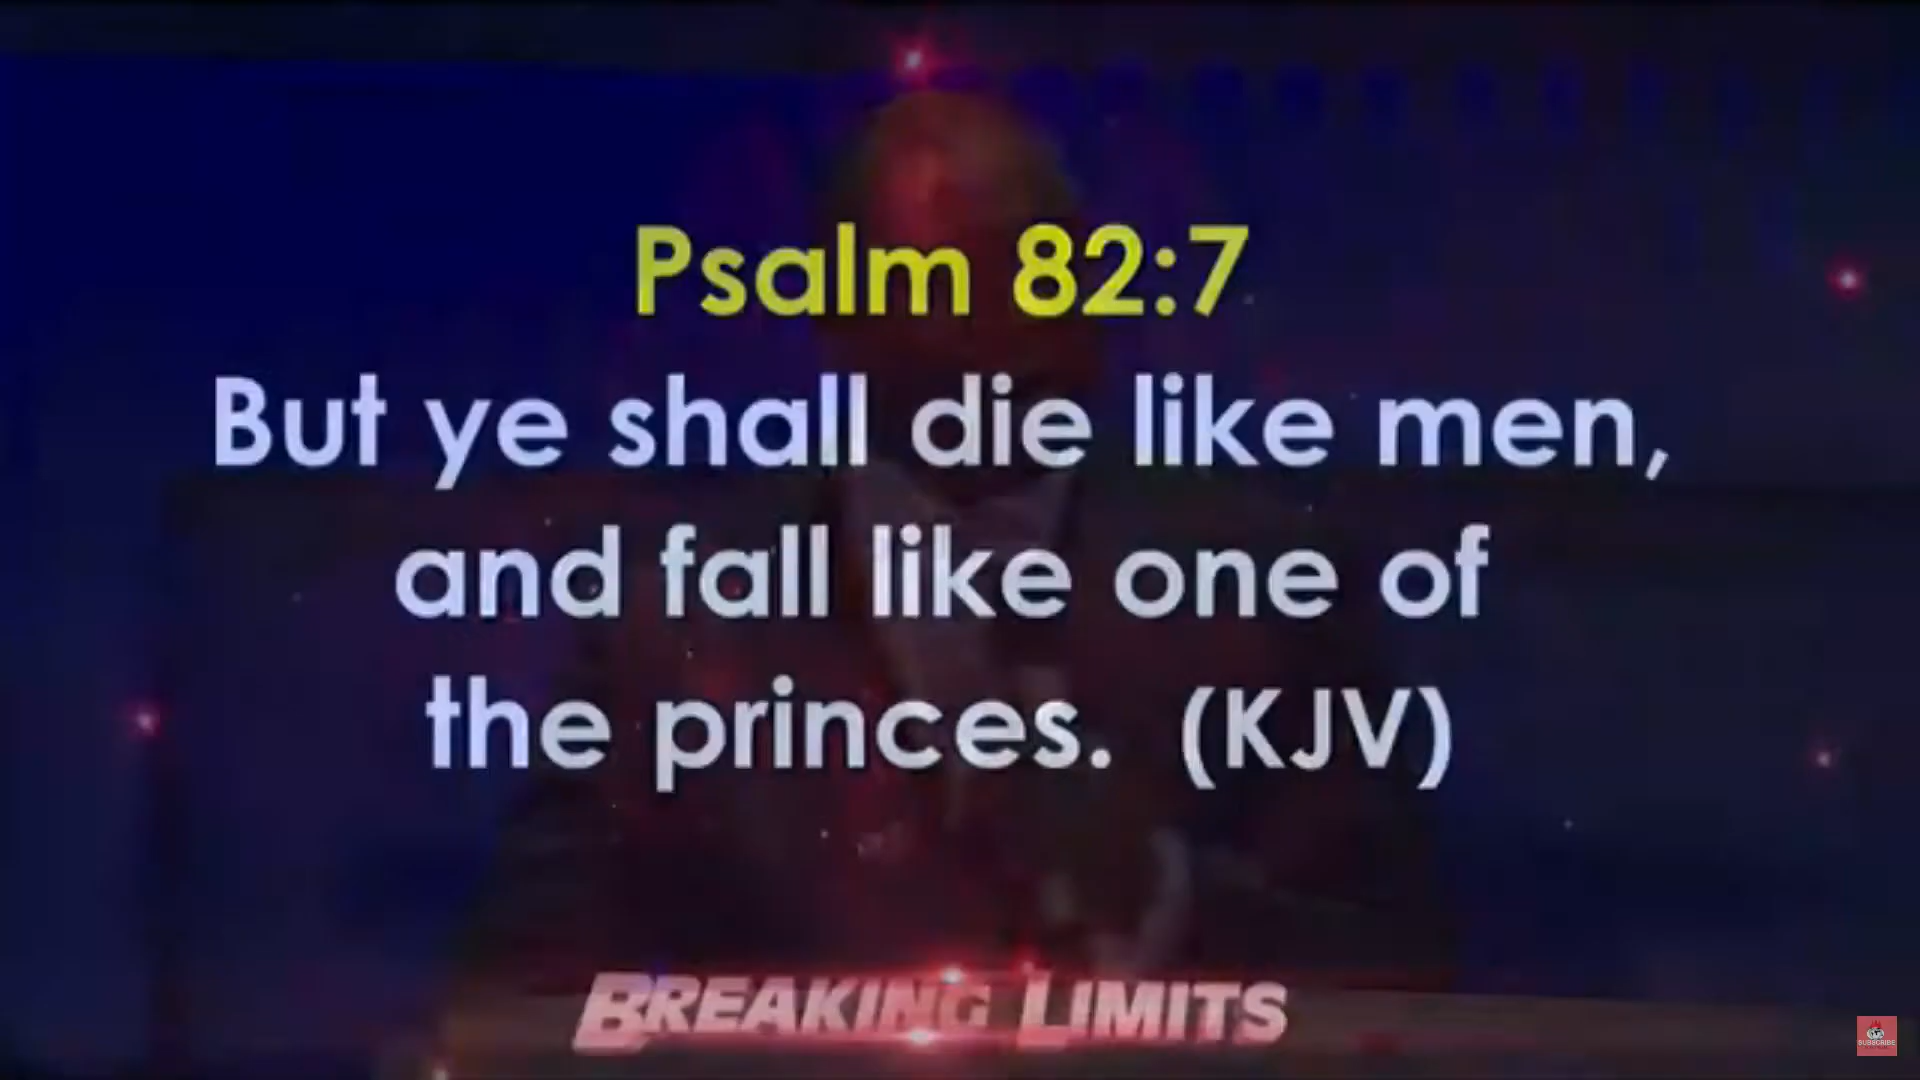 Psalm 82:7
But ye shall die like men,
and fall like one of
the princes. (KJV)
BREAKING LIMITS
SUBSCRIBE